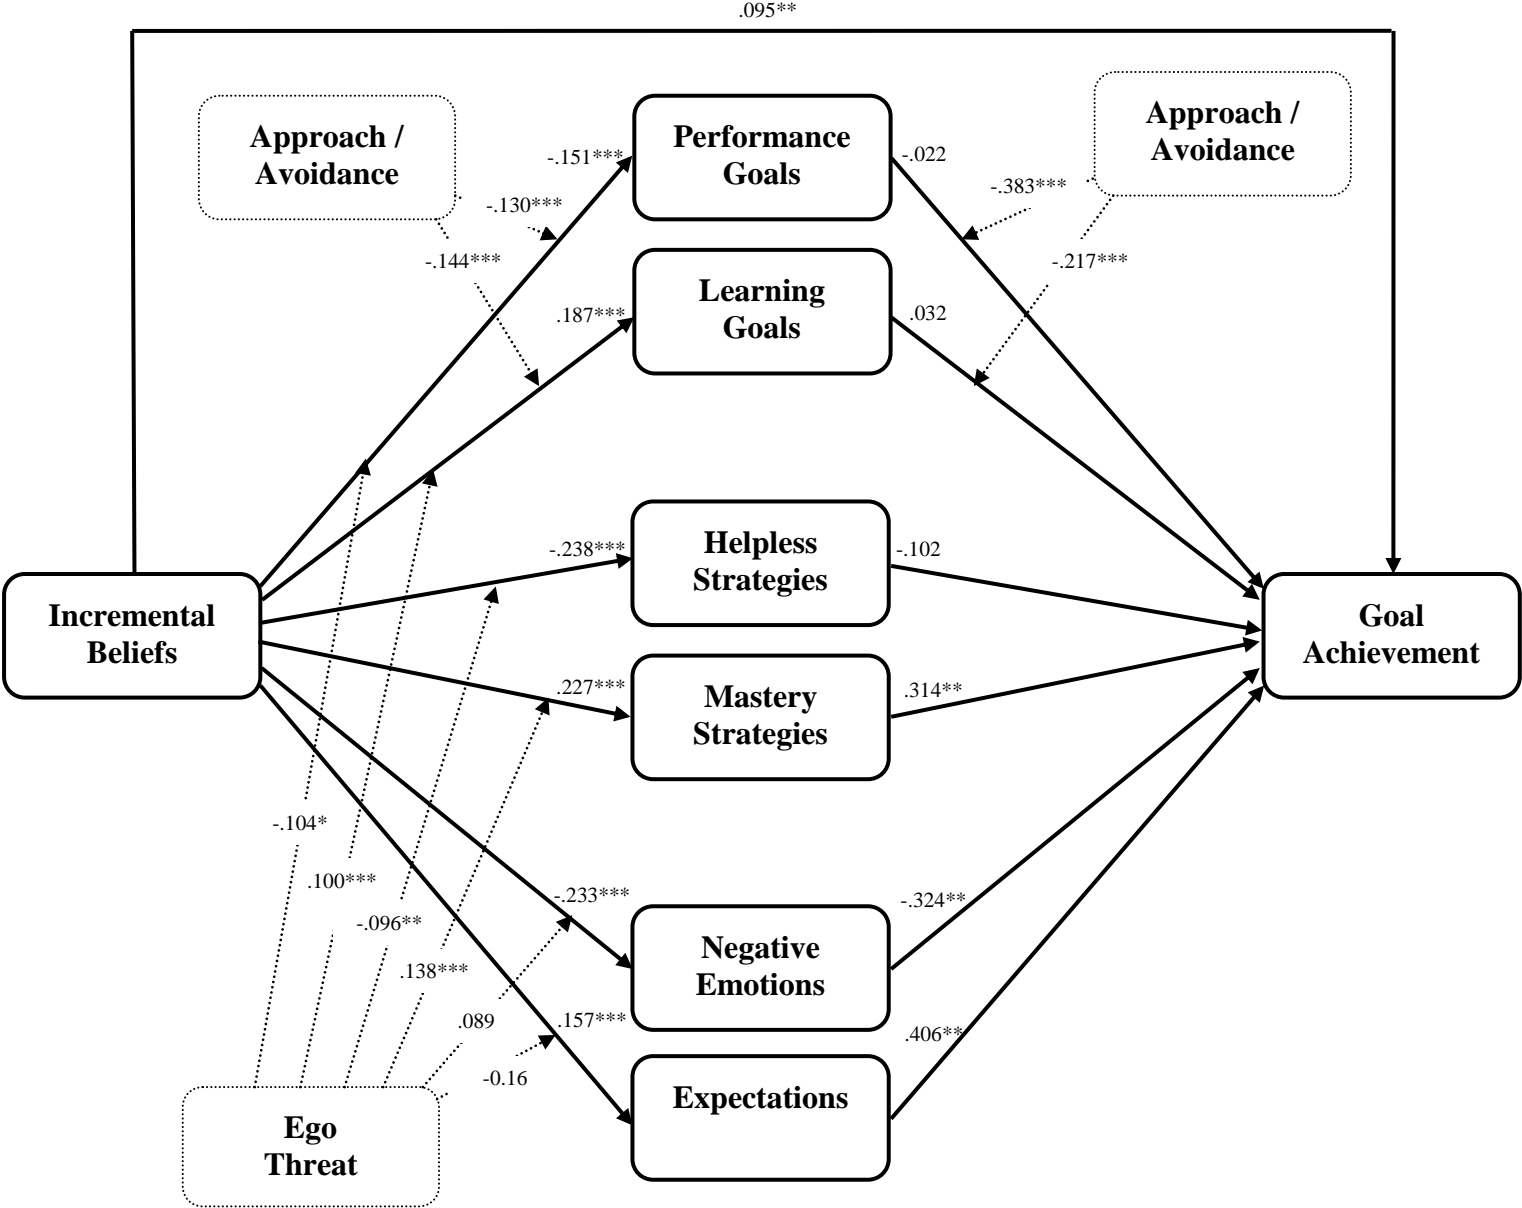 .095**
Approach /
Avoidance
Performance
Goals
Approach /
Avoidance
-.151***
-.022
-.130***
-.383***
-.144***
-.217***
Learning
Goals
.187***
.032
Helpless
Strategies
-.238***
-.102
Incremental
Beliefs
Goal
Achievement
Mastery
Strategies
.227***
.314**
-.104*
.100***
-.096**
.138***
-.233***
-.324**
Negative
Emotions
.089
.157***
.406**
-0.16
Expectations
Ego
Threat